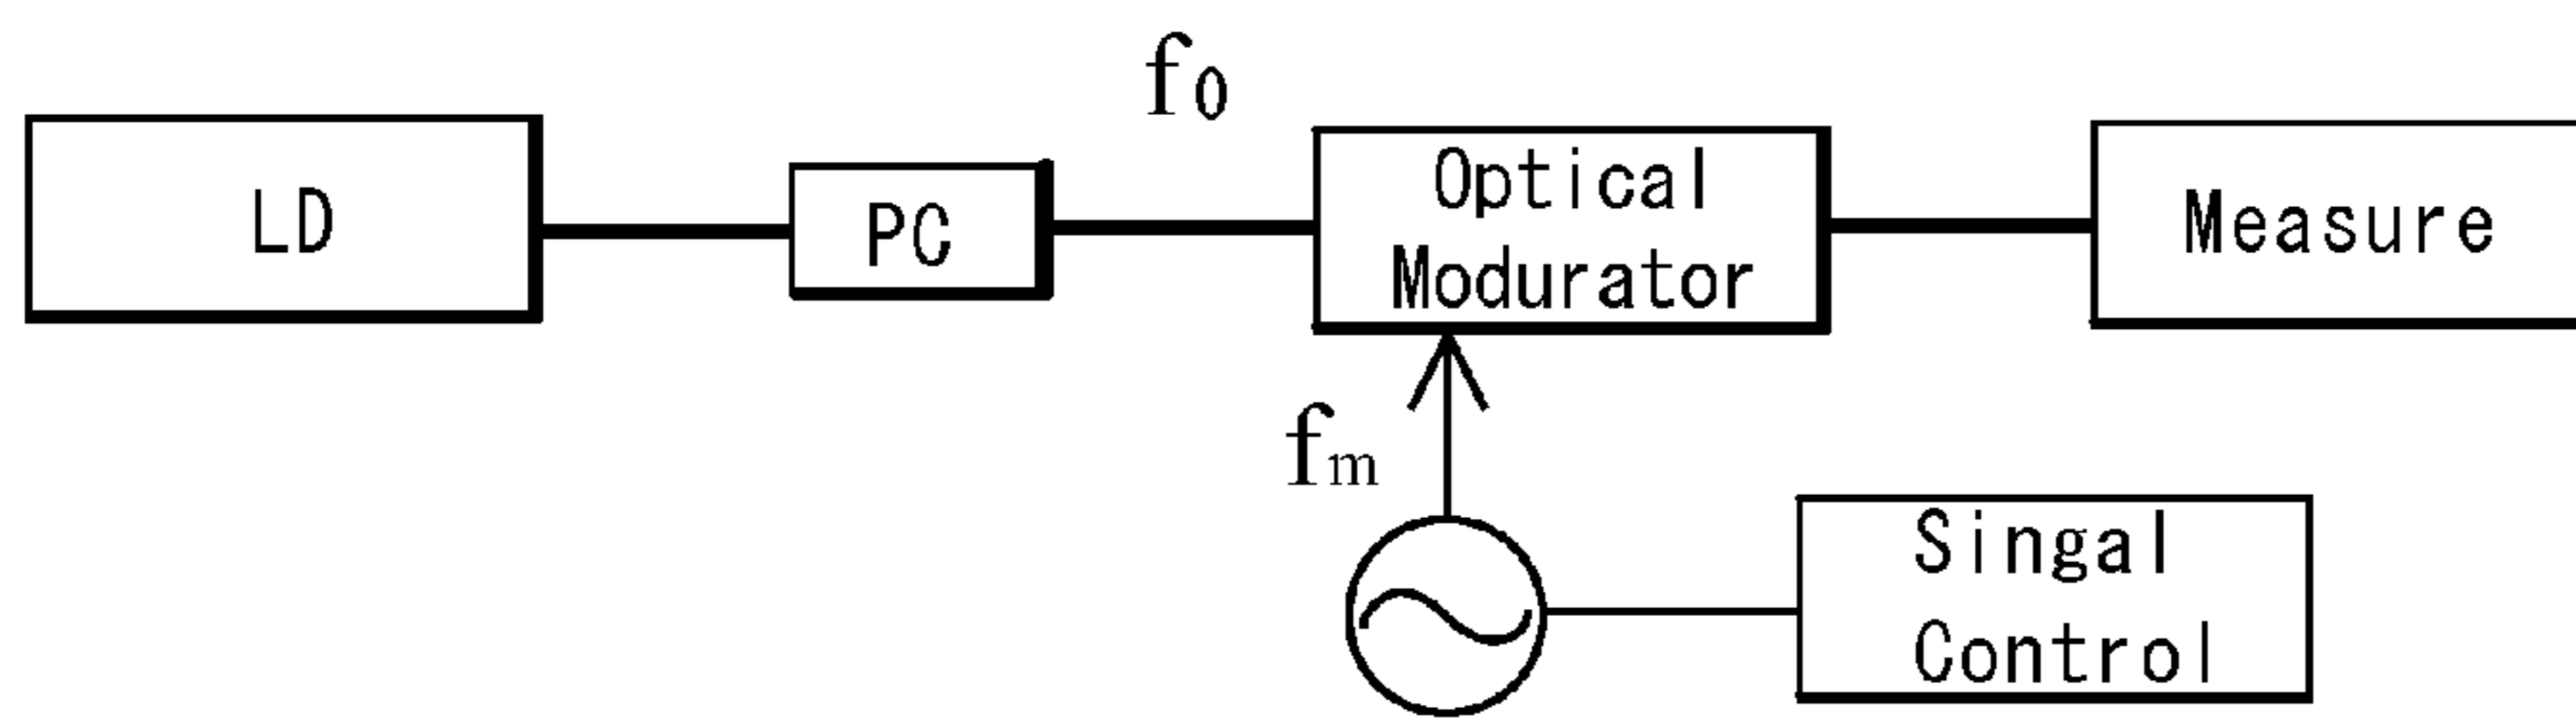 f0
LD
PC
Optical
Modurator
Measure
fm
Singal
Control